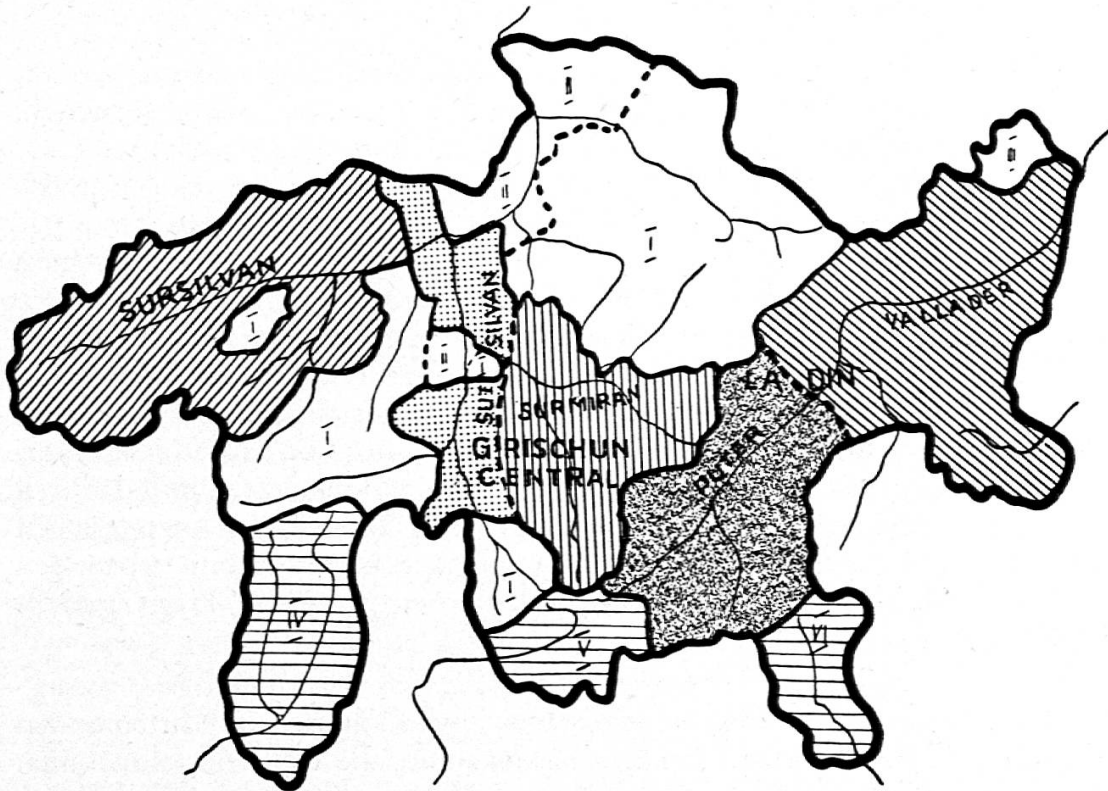 II
III
II
I
SURSILVAN
SUTSILVAN
VALLADER
I
II
LADIN
SURMIRAN
I
PUTER
GRISCHUN
CENTRAL
I
IV
V
VI